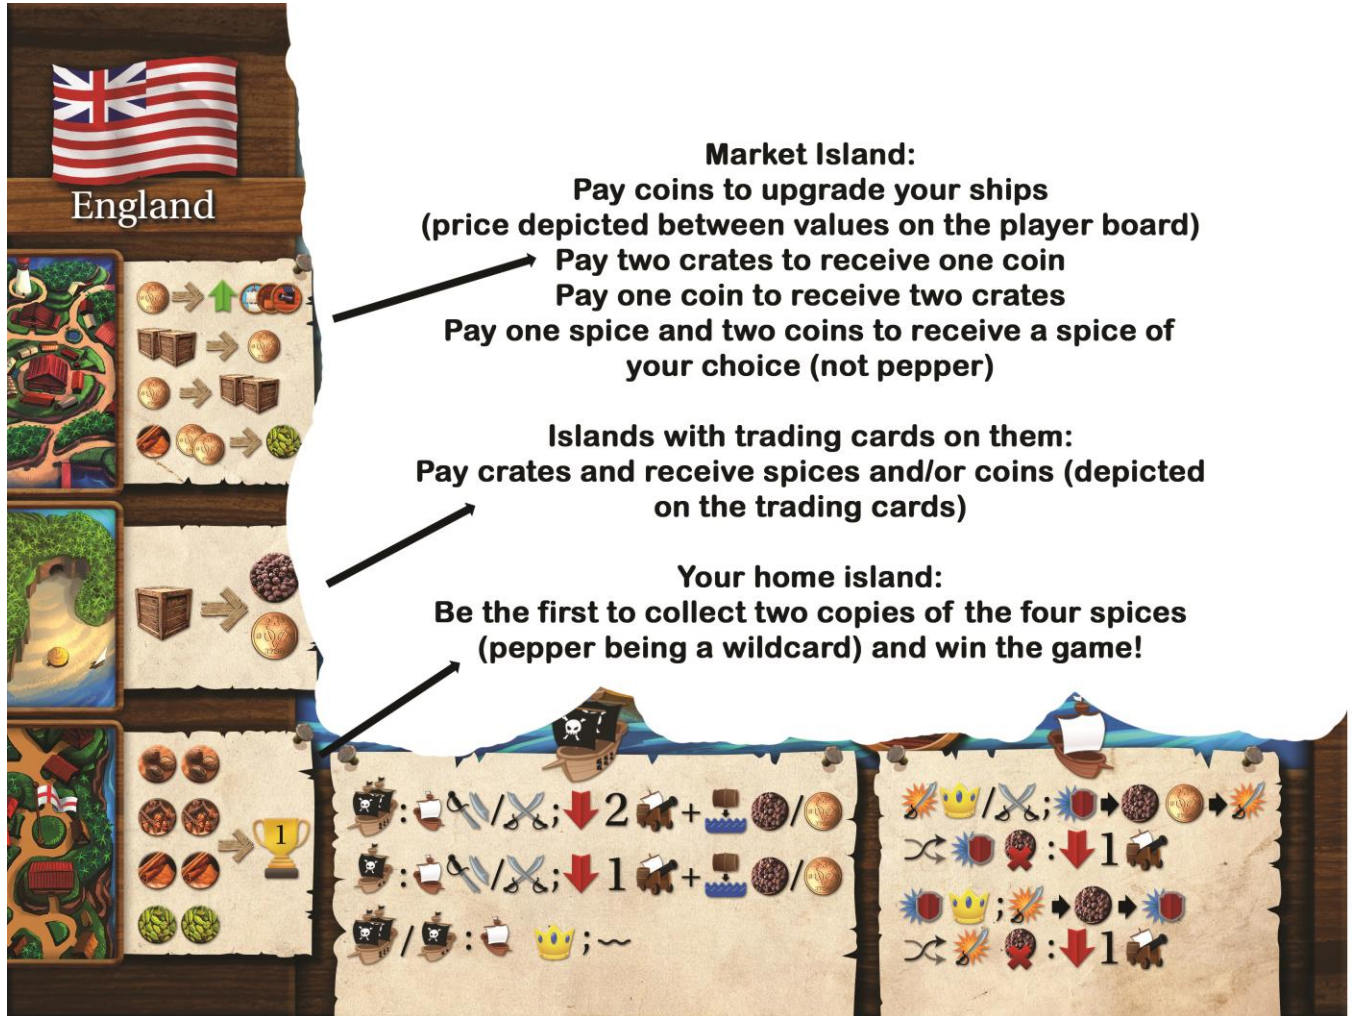 England
Market Island:
Pay coins to upgrade your ships
(price depicted between values on the player board)
Pay two crates to receive one coin
Pay one coin to receive two crates
Pay one spice and two coins to receive a spice of
your choice (not pepper)
Islands with trading cards on them:
Pay crates and receive spices and/or coins (depicted
on the trading cards)
Your home island:
Be the first to collect two copies of the four spices
(pepper being a wildcard) and win the game!
1
: / ; 2 + /
: / ; 1 + /
/ : ;
/ ;
: 1
;
: 1